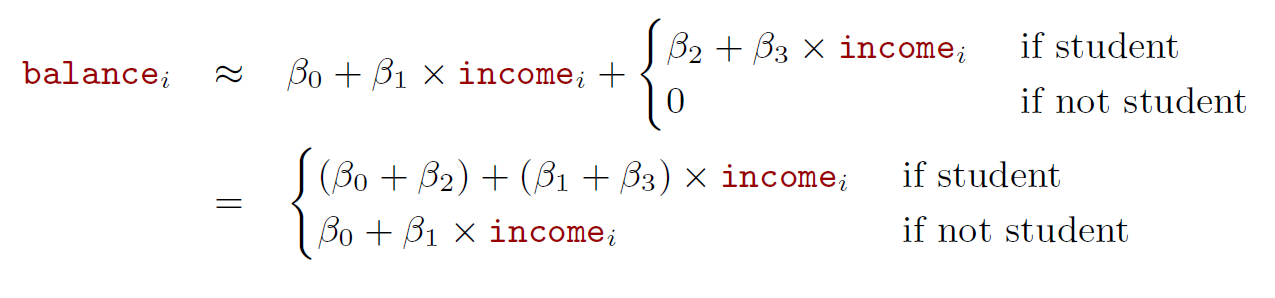 balanceᵢ ≈ β₀ + β₁ × incomeᵢ + { β₂ + β₃ × incomeᵢ if student
0 if not student
= { (β₀ + β₂) + (β₁ + β₃) × incomeᵢ if student
β₀ + β₁ × incomeᵢ if not student